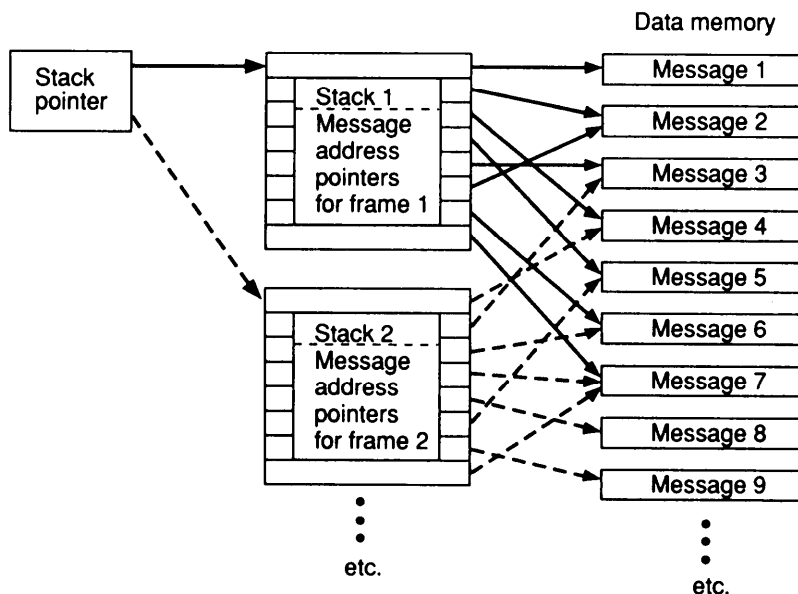 Data memory
Stack
pointer
Stack 1
Message
address
pointers
for frame 1
Stack 2
Message
address
pointers
for frame 2
etc.
Message 1
Message 2
Message 3
Message 4
Message 5
Message 6
Message 7
Message 8
Message 9
etc.